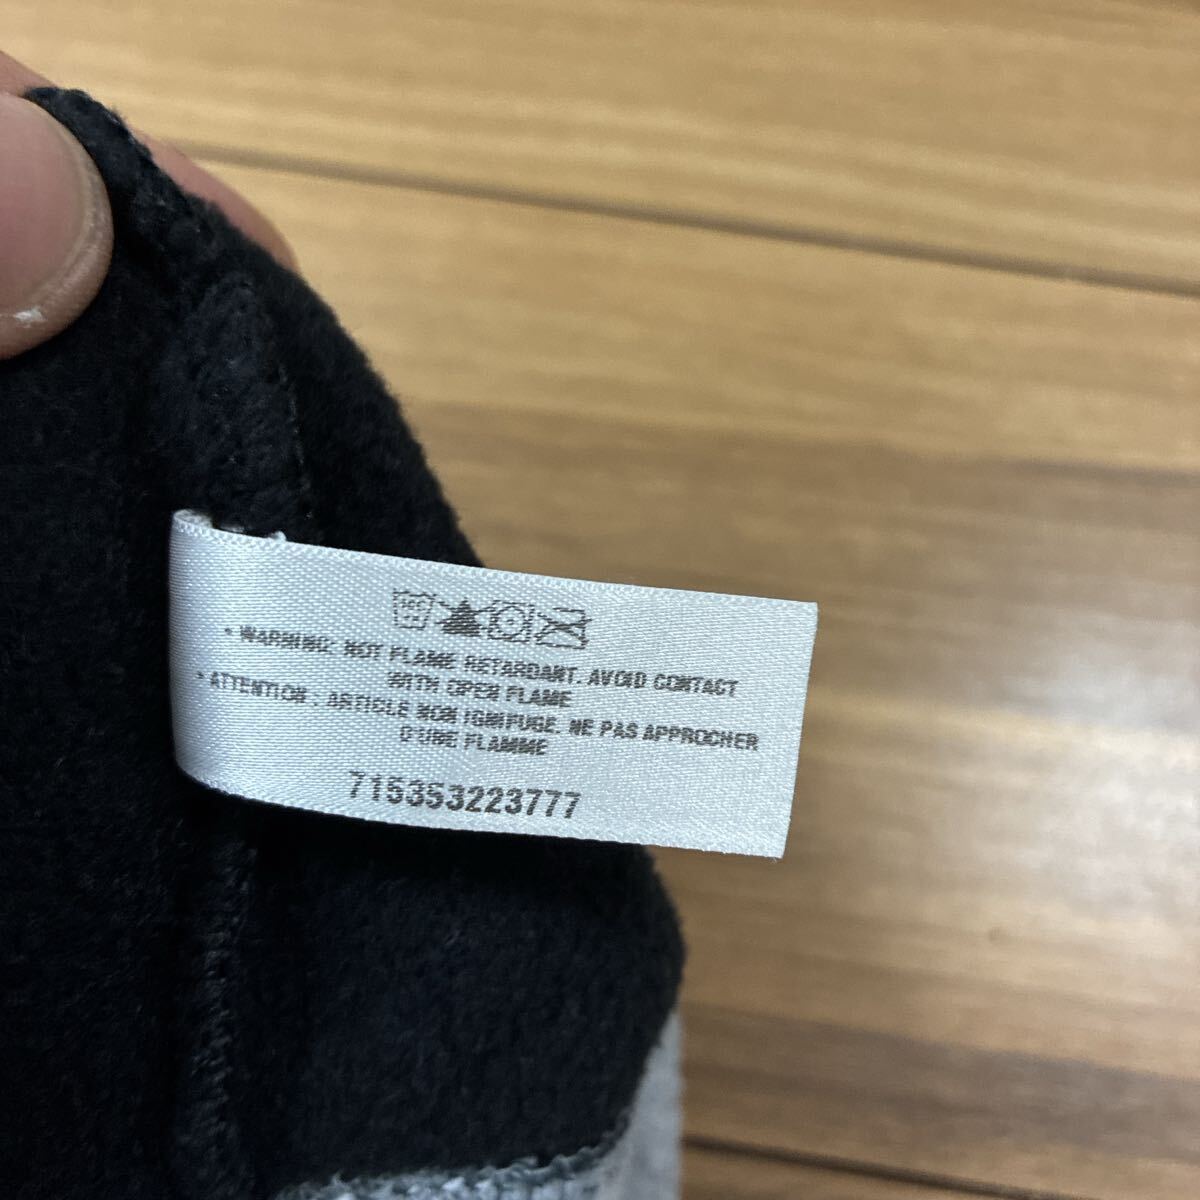 • WARNING: NOT FLAME RETARDANT. AVOID CONTACT
WITH OPEN FLAME
• ATTENTION : ARTICLE NON IGNIFUGE. NE PAS APPROCHER
D'UNE FLAMME
715353223777